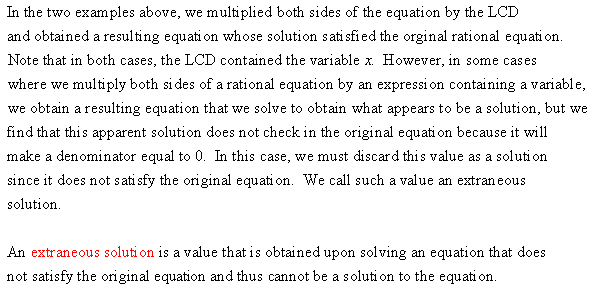 In the two examples above, we multiplied both sides of the equation by the LCD
and obtained a resulting equation whose solution satisfied the orginal rational equation.
Note that in both cases, the LCD contained the variable x. However, in some cases
where we multiply both sides of a rational equation by an expression containing a variable,
we obtain a resulting equation that we solve to obtain what appears to be a solution, but we
find that this apparent solution does not check in the original equation because it will
make a denominator equal to 0. In this case, we must discard this value as a solution
since it does not satisfy the original equation. We call such a value an extraneous
solution.
An extraneous solution is a value that is obtained upon solving an equation that does
not satisfy the original equation and thus cannot be a solution to the equation.